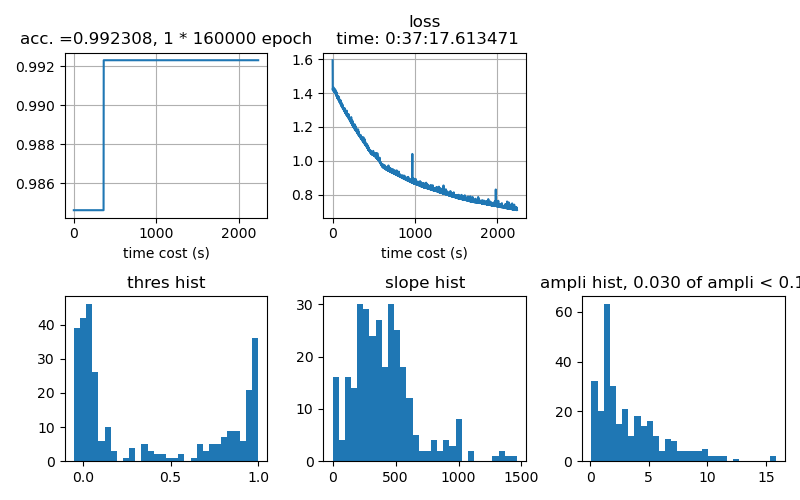 acc. =0.992308, 1 * 160000 epoch
0.992
0.990
0.988
0.986
0 1000 2000
time cost (s)
loss
time: 0:37:17.613471
1.6
1.4
1.2
1.0
0.8
0 1000 2000
time cost (s)
thres hist
40
30
20
10
0
0.0 0.5 1.0
slope hist
30
20
10
0
0 500 1000 1500
ampli hist, 0.030 of ampli < 0.1
60
40
20
0
0 5 10 15